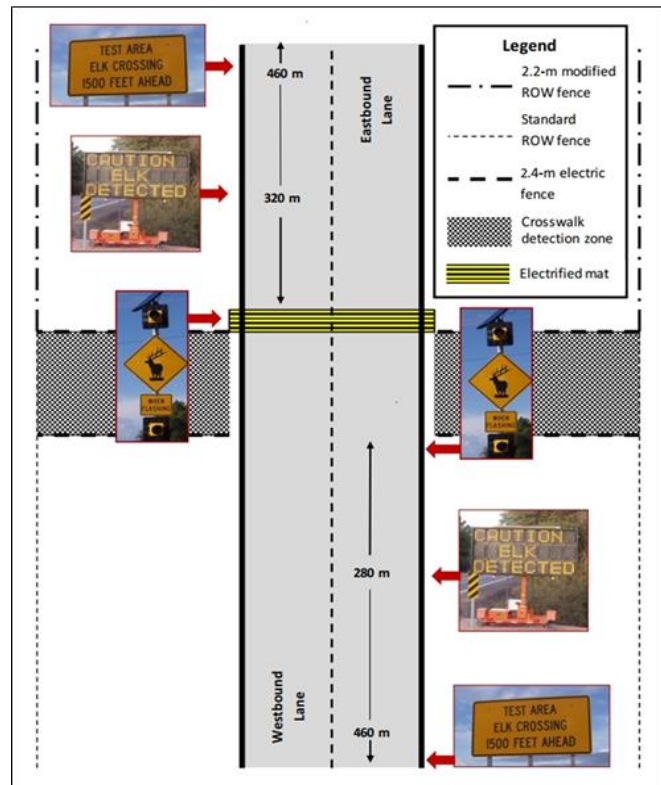 TEST AREA
ELK CROSSING
1500 FEET AHEAD
460 m
Eastbound
Lane
Legend
2.2-m modified
ROW fence
Standard
ROW fence
2.4-m electric
fence
Crosswalk
detection zone
Electrified mat
CAUTION
ELK
DETECTED
320 m
WHEN
FLASHING
WHEN
FLASHING
280 m
CAUTION
ELK
DETECTED
Westbound
Lane
460 m
TEST AREA
ELK CROSSING
1500 FEET AHEAD